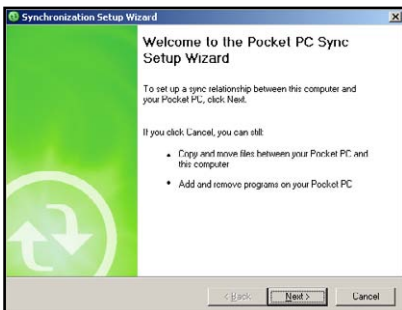 Synchronization Setup Wizard
Welcome to the Pocket PC Sync
Setup Wizard
To set up a sync relationship between this computer and
your Pocket PC, click Next.
If you click Cancel, you can still:
• Copy and move files between your Pocket PC and
this computer
• Add and remove programs on your Pocket PC
< Back Next > Cancel